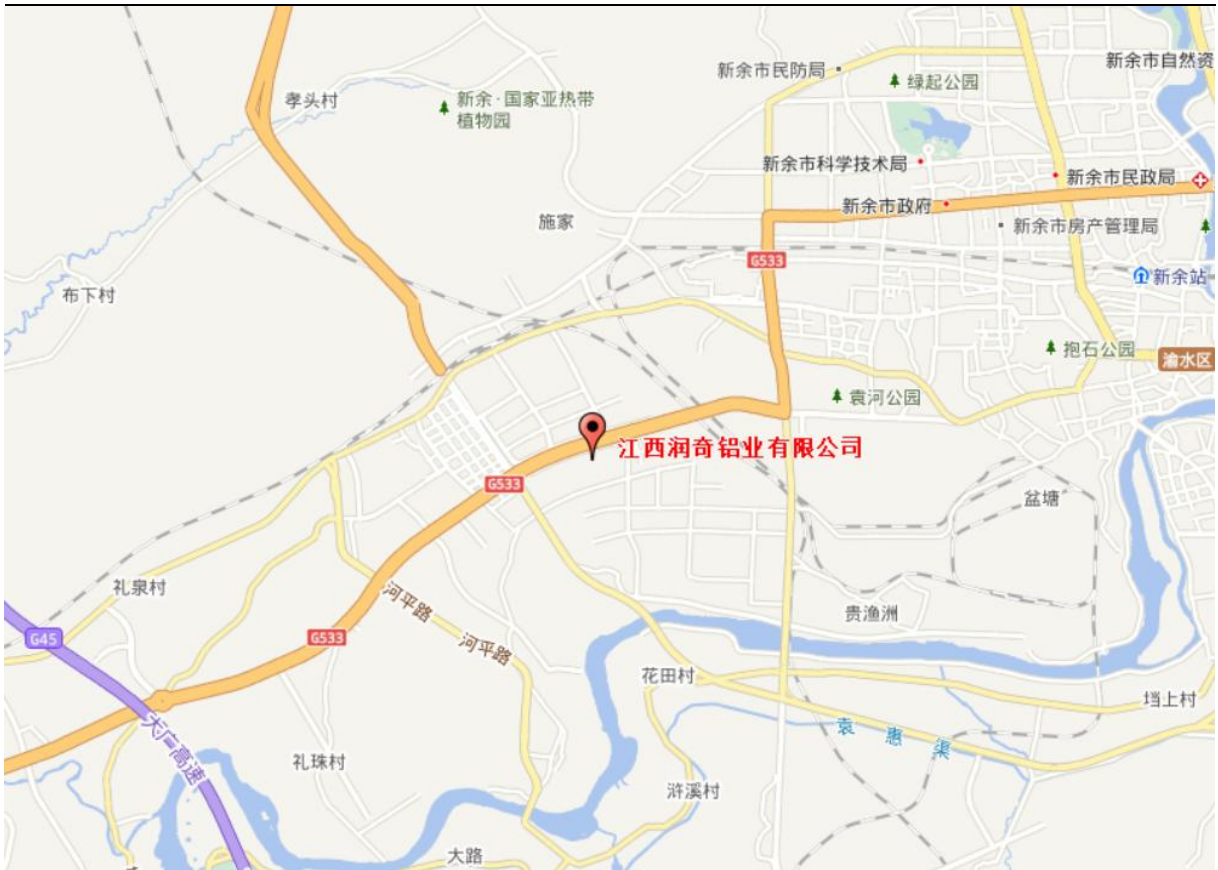 新余市民防局
新余市自然资
绿起公园
孝头村
新余·国家亚热带
植物园
新余市科学技术局
新余市民政局
新余市政府
施家
新余市房产管理局
G533
新余站
布下村
抱石公园
渝水区
袁河公园
江西润奇铝业有限公司
G533
盆塘
礼泉村
河平路
贵渔洲
G45
G533
河平路
花田村
垱上村
大广高速
袁惠渠
礼珠村
浒溪村
大路